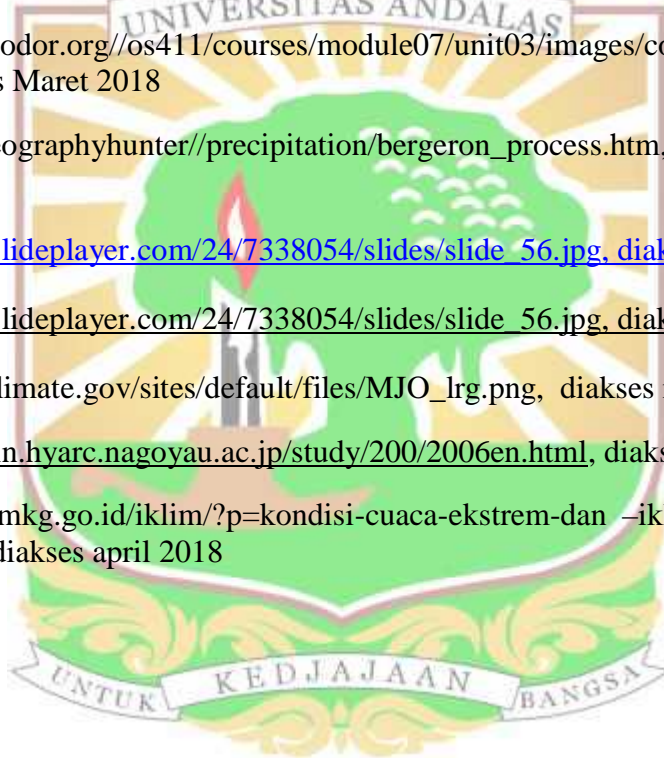 UNIVERSITAS ANDALAS
odor.org//os411/courses/module07/unit03/images/co
s Maret 2018
eographyhunter//precipitation/bergeron_process.htm,
lideplayer.com/24/7338054/slides/slide_56.jpg, diak
lideplayer.com/24/7338054/slides/slide_56.jpg, diak
limate.gov/sites/default/files/MJO_lrg.png, diakses
in.hyarc.nagoyau.ac.jp/study/200/2006en.html, diaks
mkg.go.id/iklim/?p=kondisi-cuaca-ekstrem-dan –ik
diakses april 2018
UNTUK KEDJAJAAN BANGSA